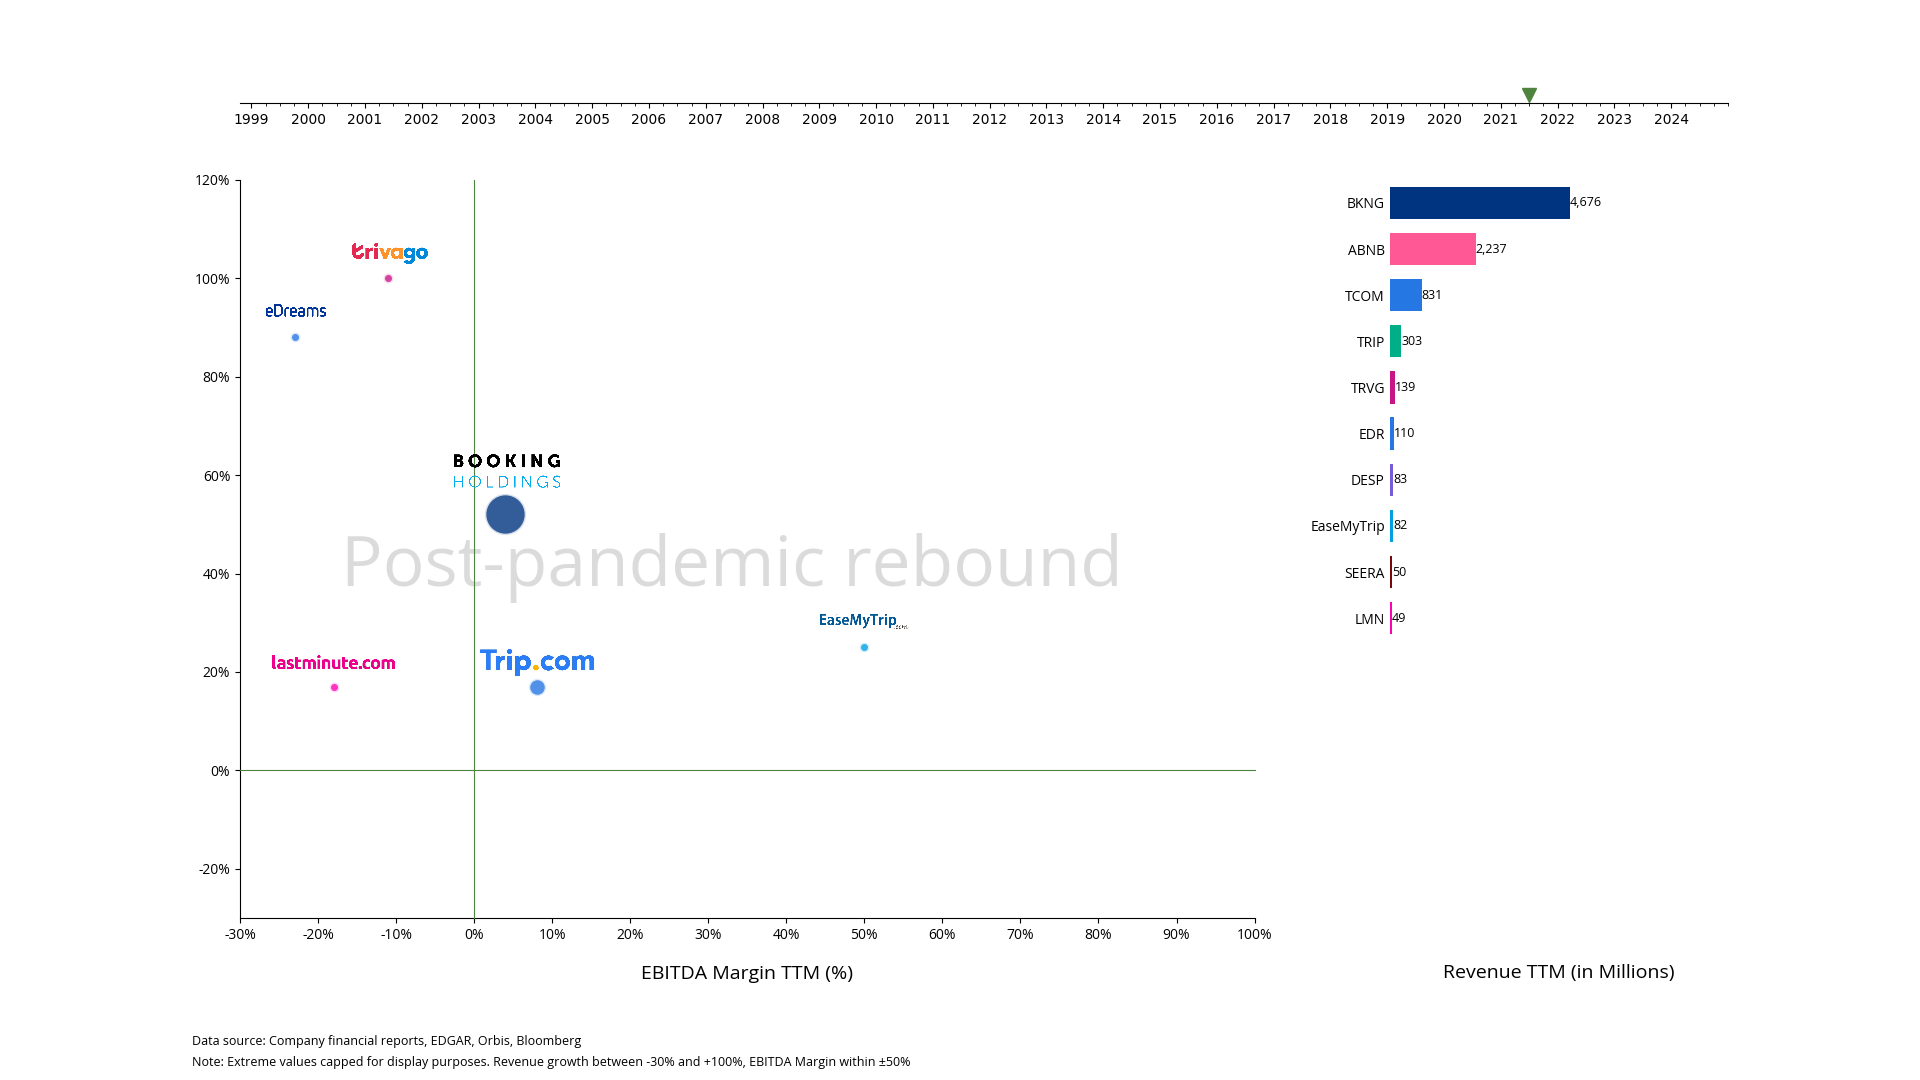 1999 2000 2001 2002 2003 2004 2005 2006 2007 2008 2009 2010 2011 2012 2013 2014 2015 2016 2017 2018 2019 2020 2021 2022 2023 2024
120%
100%
80%
60%
40%
20%
0%
-20%
trivago
eDreams
BOOKING
HOLDINGS
Post-pandemic rebound
EaseMyTrip.com
lastminute.com
Trip.com
-30% -20% -10% 0% 10% 20% 30% 40% 50% 60% 70% 80% 90% 100%
EBITDA Margin TTM (%)
BKNG 4,676
ABNB 2,237
TCOM 831
TRIP 303
TRVG 139
EDR 110
DESP 83
EaseMyTrip 82
SEERA 50
LMN 49
Revenue TTM (in Millions)
Data source: Company financial reports, EDGAR, Orbis, Bloomberg
Note: Extreme values capped for display purposes. Revenue growth between -30% and +100%, EBITDA Margin within ±50%